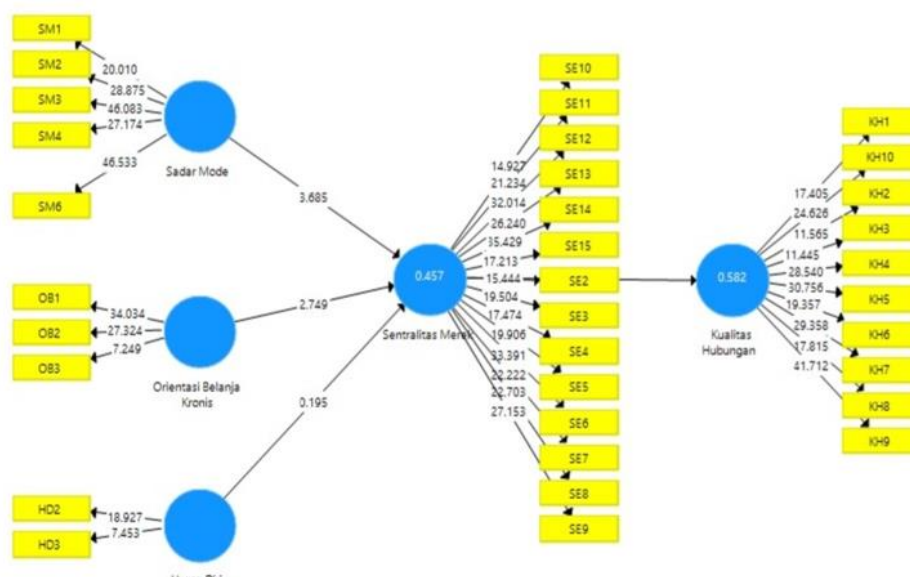 SM1
SM2
SM3
SM4
SM6
20.010
28.875
46.083
27.174
46.533
Sadar Mode
3.685
OB1
OB2
OB3
34.034
27.324
7.249
Orientasi Belanja
Kronis
2.749
HD2
HD3
18.927
7.453
0.195
0.457
Sentralitas Merek
14.927
21.234
32.014
26.240
35.429
17.213
15.444
19.504
17.474
19.906
33.391
22.222
22.703
27.153
SE10
SE11
SE12
SE13
SE14
SE15
SE2
SE3
SE4
SE5
SE6
SE7
SE8
SE9
0.582
Kualitas
Hubungan
17.405
24.626
11.565
11.445
28.540
30.756
19.357
29.358
17.815
41.712
KH1
KH10
KH2
KH3
KH4
KH5
KH6
KH7
KH8
KH9